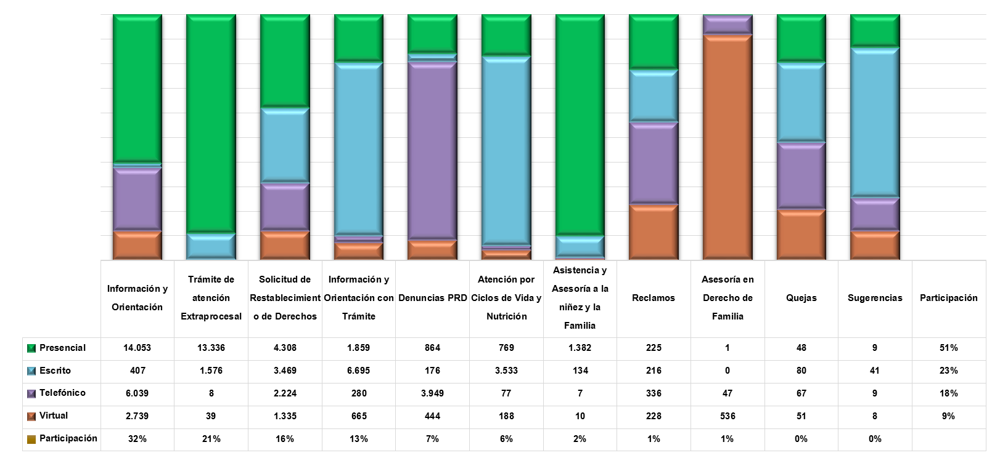 Información y
Orientación
Trámite de
atención
Extraprocesal
Solicitud de
Restablecimient
o de Derechos
Información y
Orientación con
Trámite
Denuncias PRD
Atención por
Ciclos de Vida y
Nutrición
Asistencia y
Asesoría a la
niñez y la
Familia
Reclamos
Asesoría en
Derecho de
Familia
Quejas
Sugerencias
Participación
Presencial 14.053 13.336 4.308 1.859 864 769 1.382 225 1 48 9 51%
Escrito 407 1.576 3.469 6.695 176 3.533 134 216 0 80 41 23%
Telefónico 6.039 8 2.224 280 3.949 77 7 336 47 67 9 18%
Virtual 2.739 39 1.335 665 444 188 10 228 536 51 8 9%
Participación 32% 21% 16% 13% 7% 6% 2% 1% 1% 0% 0%